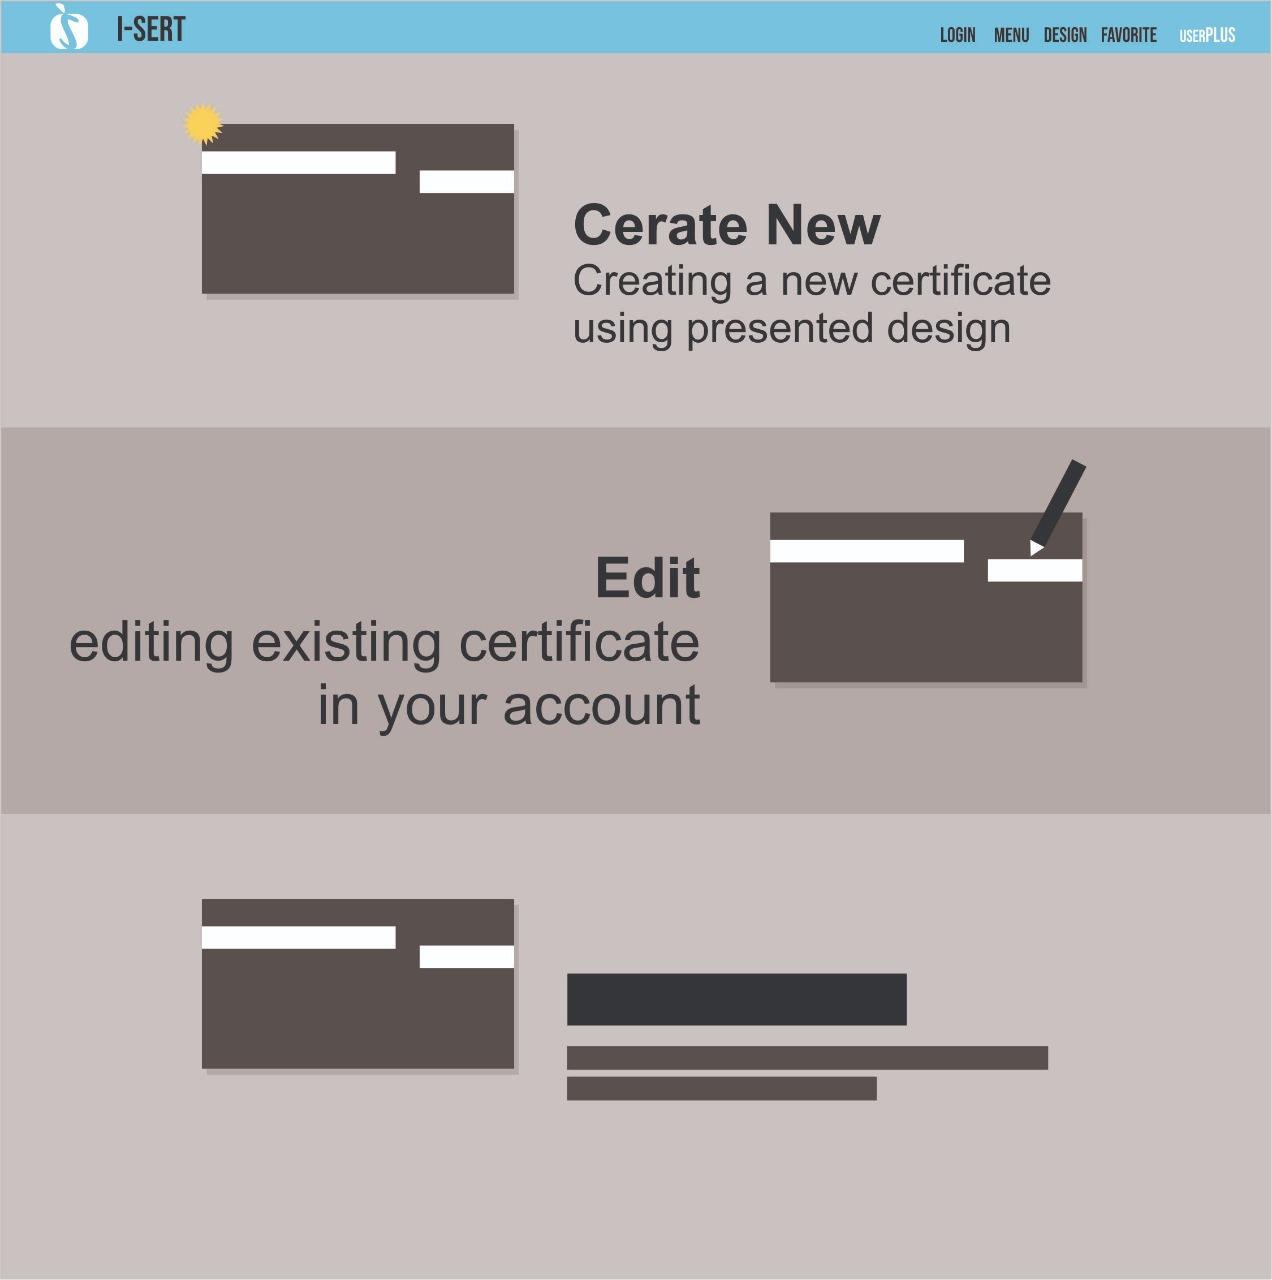 I-SERT
LOGIN MENU DESIGN FAVORITE USERPLUS
Cerate New
Creating a new certificate
using presented design
Edit
editing existing certificate
in your account